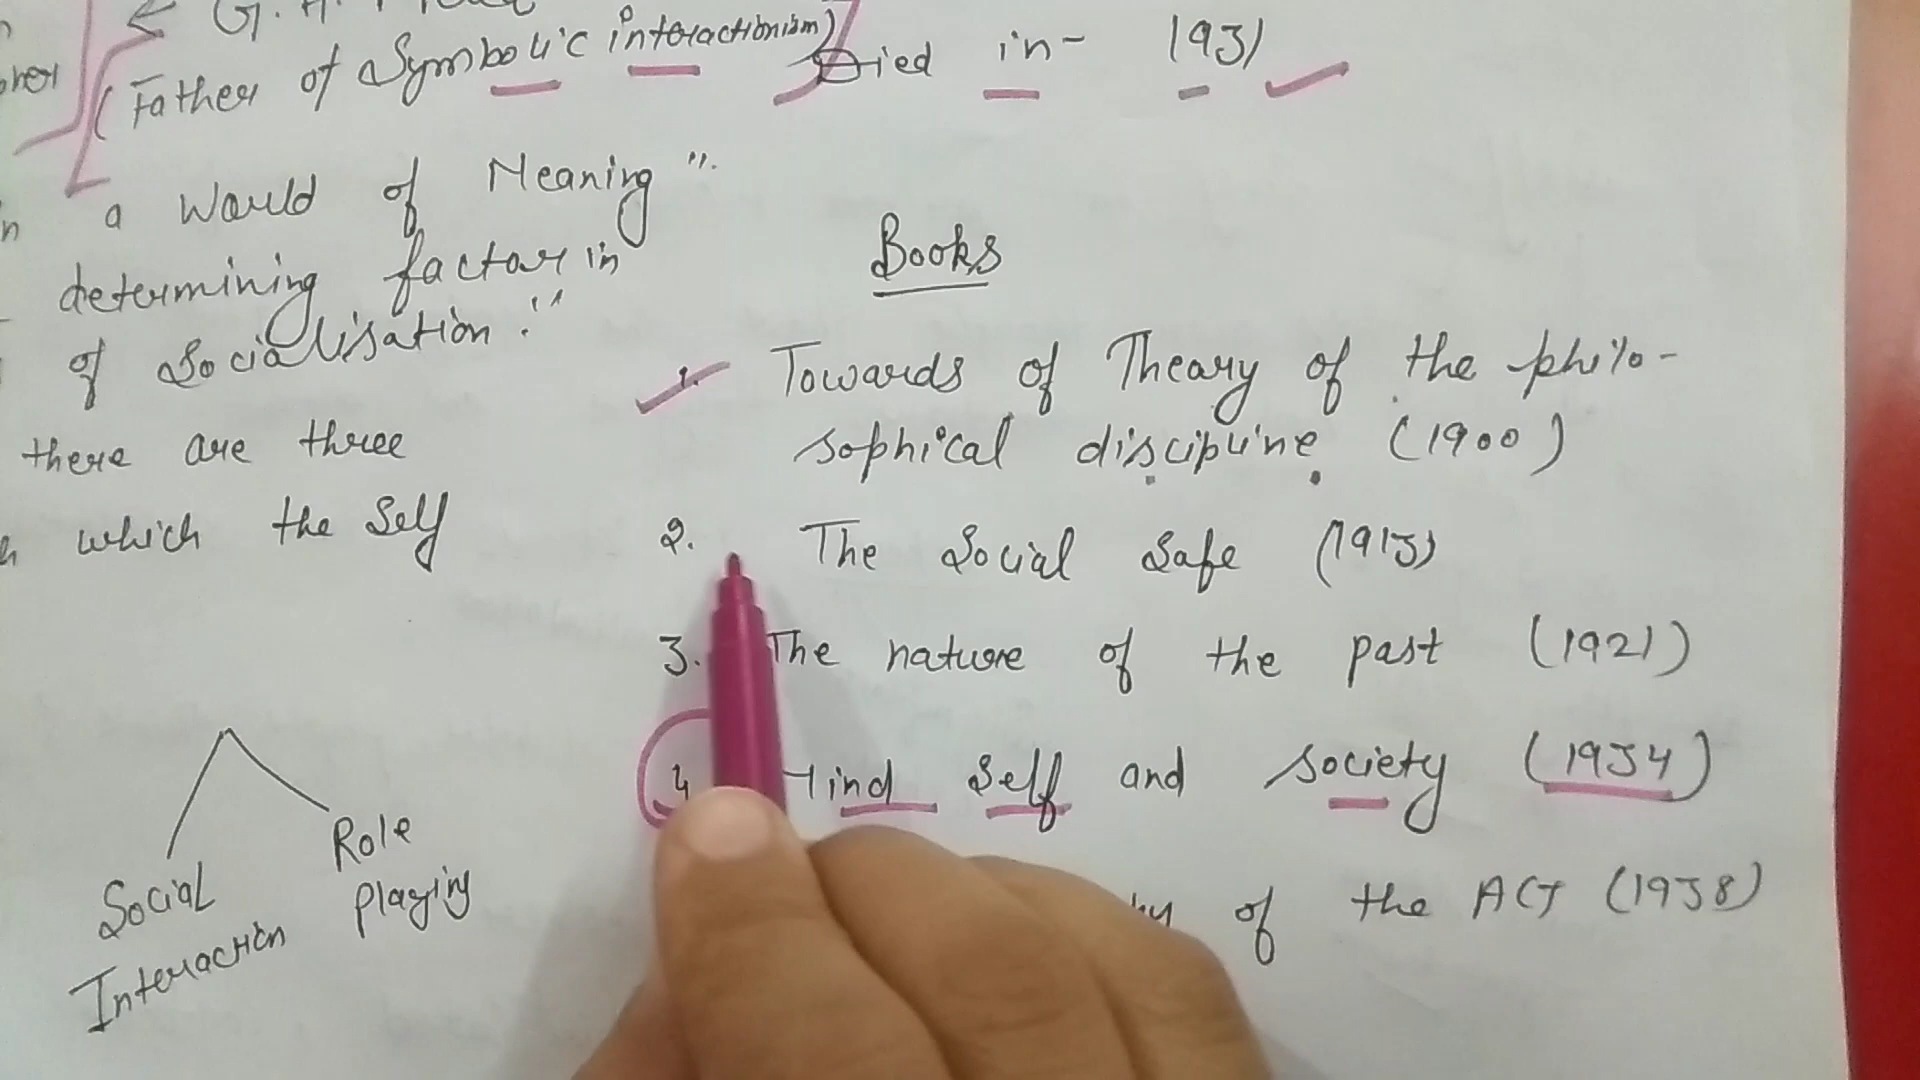 G. H.
(Father of Symbolic interactionism)
Died in- 1931
a World of Meaning".
determining factor in
of Socialisation."
there are three
which the Self
Social
Interaction
Role
Playing
Books
1. Towards of Theory of the philo-
sophical discipline. (1900)
2. The Social Safe (1913)
3. The nature of the past (1921)
4 Mind Self and Society (1934)
of the ACT (1938)